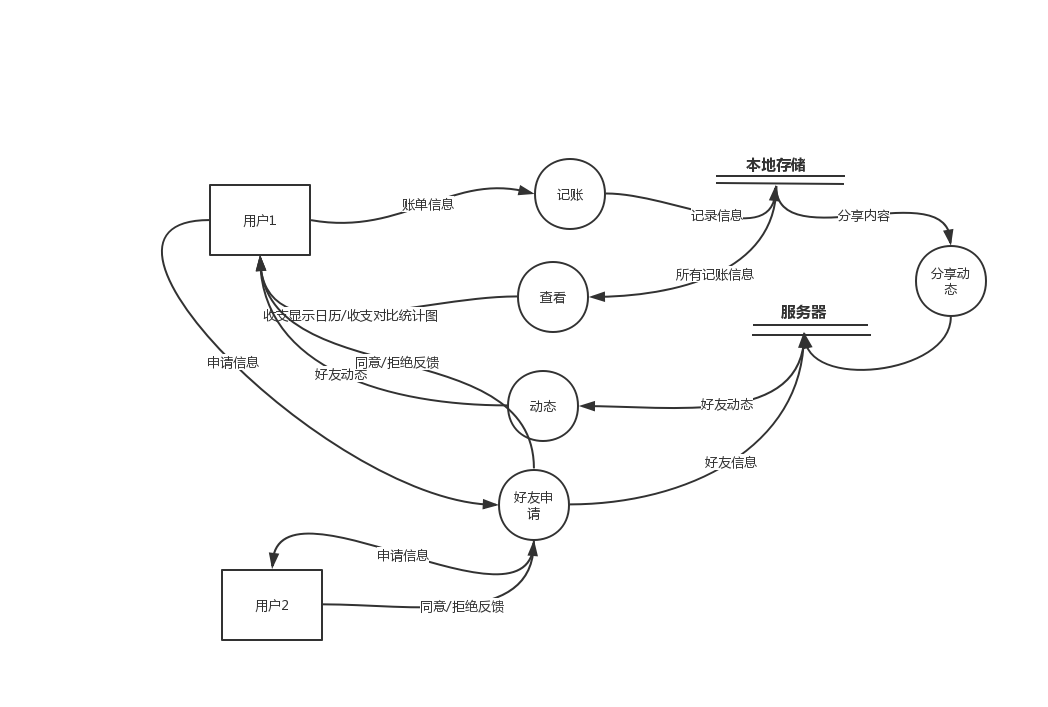 本地存储
记账
账单信息
记录信息
分享内容
用户1
所有记账信息
分享动
态
查看
服务器
收支显示日历/收支对比统计图
申请信息
同意/拒绝反馈
好友动态
动态
好友动态
好友信息
好友申
请
申请信息
用户2
同意/拒绝反馈